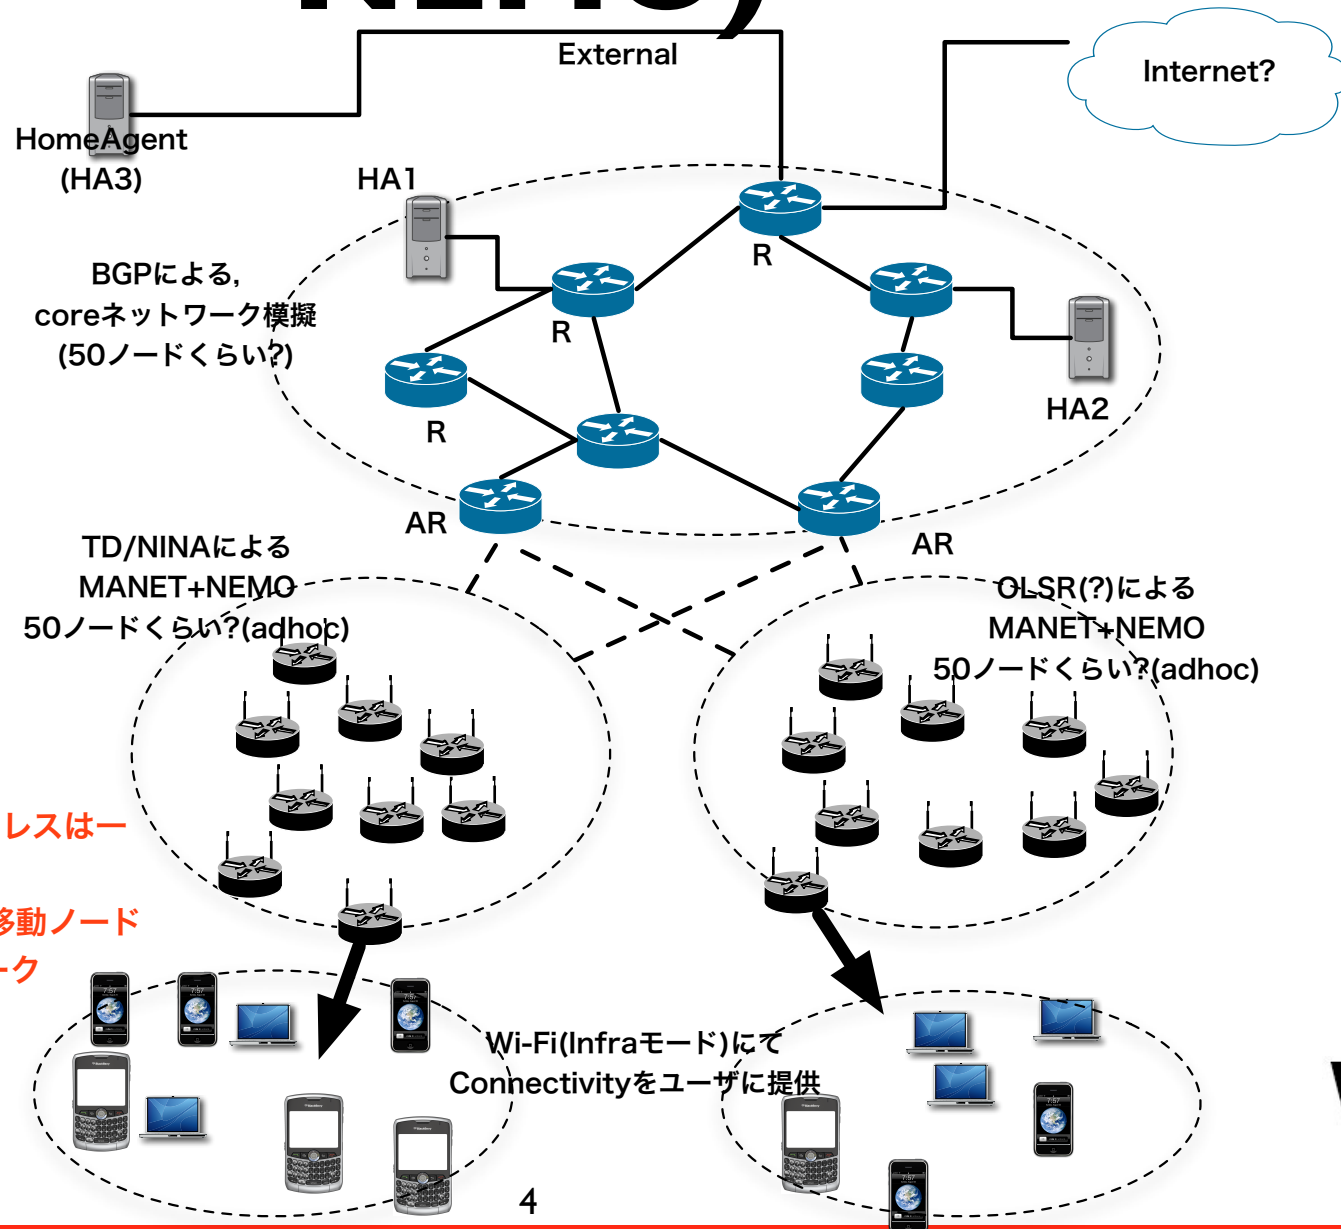 NEMO)
External
Internet?
HomeAgent
(HA3)
HA1
R
BGPによる,
coreネットワーク模擬
(50ノードくらい?)
R
HA2
R
AR
AR
TD/NINAによる
MANET+NEMO
50ノードくらい?(adhoc)
OLSR(?)による
MANET+NEMO
50ノードくらい?(adhoc)
レスは一
移動ノード
ーク
Wi-Fi(Infraモード)にて
Connectivityをユーザに提供
4